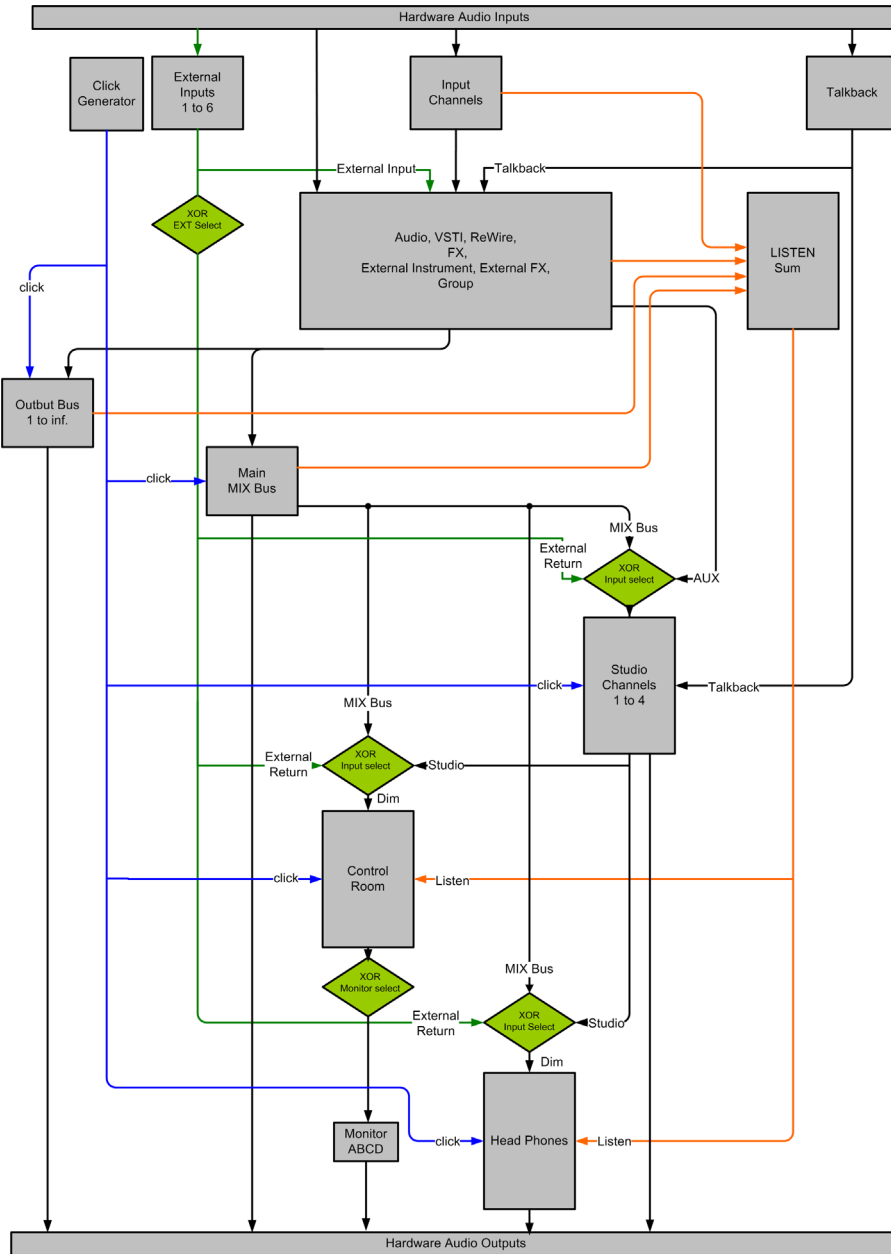 Hardware Audio Inputs
Click
Generator
External
Inputs
1 to 6
Input
Channels
Talkback
External Input
Talkback
XOR
EXT Select
Audio, VSTI, ReWire,
FX,
External Instrument, External FX,
Group
LISTEN
Sum
click
Outbut Bus
1 to inf.
Main
MIX Bus
click
MIX Bus
External
Return
XOR
Input select
AUX
Studio
Channels
1 to 4
click
Talkback
MIX Bus
External
Return
XOR
Input select
Studio
Dim
Control
Room
click
Listen
XOR
Monitor select
MIX Bus
External
Return
XOR
Input Select
Studio
Dim
Monitor
ABCD
click
Head Phones
Listen
Hardware Audio Outputs